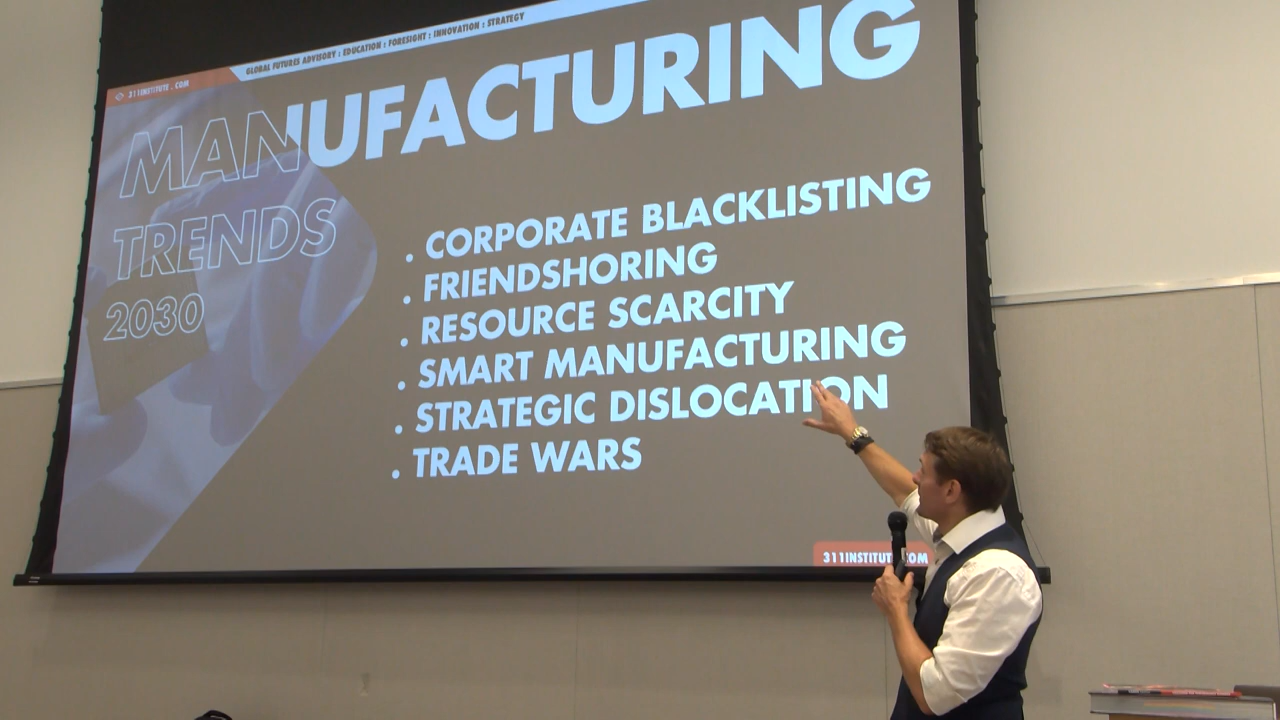 GLOBAL FUTURES ADVISORY : EDUCATION : FORESIGHT : INNOVATION : STRATEGY
311INSTITUTE . COM
MANUFACTURING
TRENDS
2030
. CORPORATE BLACKLISTING
. FRIENDSHORING
. RESOURCE SCARCITY
. SMART MANUFACTURING
. STRATEGIC DISLOCATION
. TRADE WARS
311INSTITUTE.COM